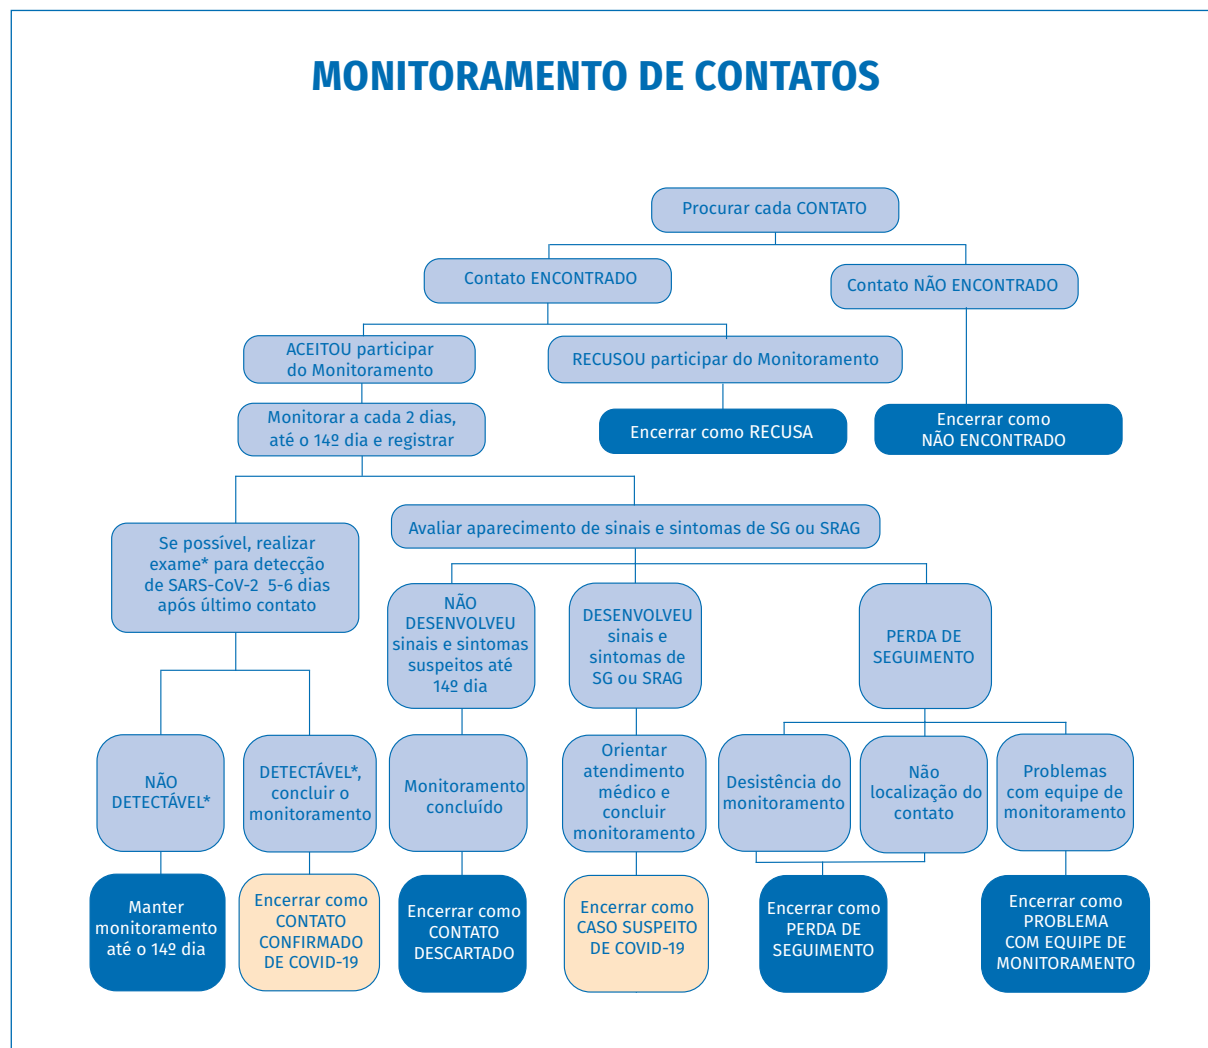 MONITORAMENTO DE CONTATOS
Procurar cada CONTATO
Contato ENCONTRADO
Contato NÃO ENCONTRADO
ACEITOU participar
do Monitoramento
RECUSOU participar do Monitoramento
Monitorar a cada 2 dias,
até o 14º dia e registrar
Encerrar como RECUSA
Encerrar como
NÃO ENCONTRADO
Se possível, realizar
exame* para detecção
de SARS-CoV-2 5-6 dias
após último contato
Avaliar aparecimento de sinais e sintomas de SG ou SRAG
NÃO
DESENVOLVEU
sinais e sintomas
suspeitos até
14º dia
DESENVOLVEU
sinais e
sintomas de
SG ou SRAG
PERDA DE
SEGUIMENTO
NÃO
DETECTÁVEL*
DETECTÁVEL*,
concluir o
monitoramento
Monitoramento
concluído
Orientar
atendimento
médico e
concluir
monitoramento
Desistência do
monitoramento
Não
localização do
contato
Problemas
com equipe de
monitoramento
Manter
monitoramento
até o 14º dia
Encerrar como
CONTATO
CONFIRMADO
DE COVID-19
Encerrar como
CONTATO
DESCARTADO
Encerrar como
CASO SUSPEITO
DE COVID-19
Encerrar como
PERDA DE
SEGUIMENTO
Encerrar como
PROBLEMA
COM EQUIPE DE
MONITORAMENTO